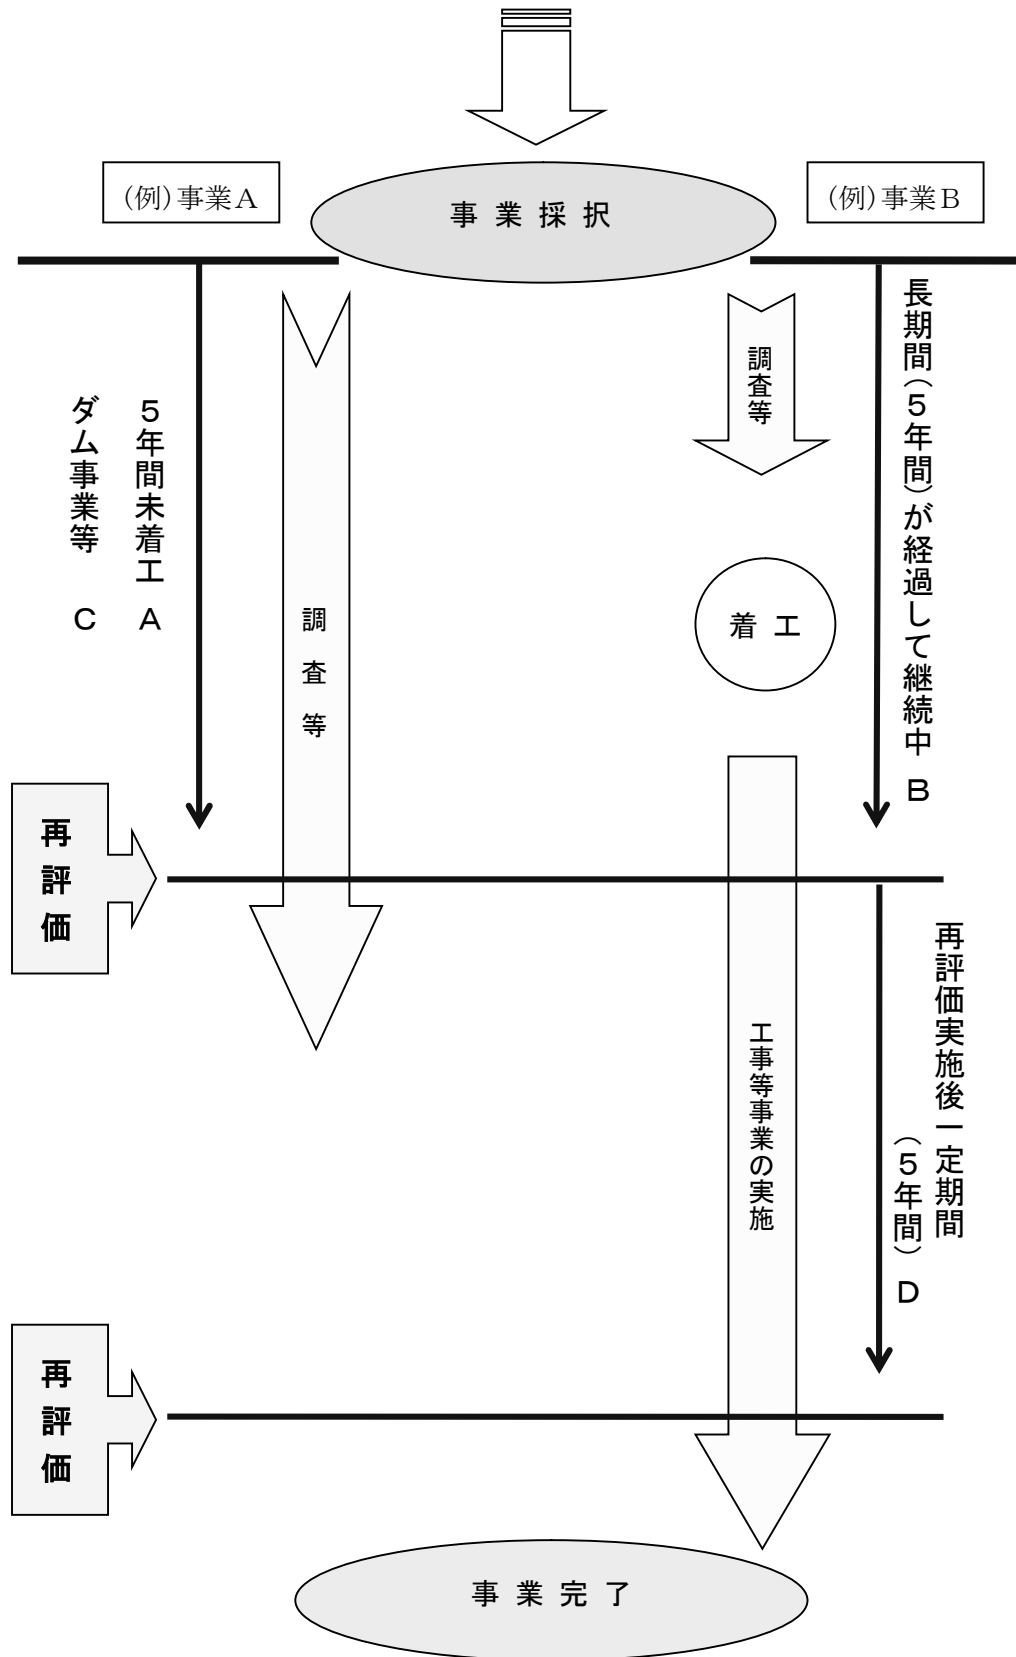 (例)事業A
事業採択
(例)事業B
長期間(5年間)が経過して継続中 B
調査等
5年間未着工 A
ダム事業等 C
調査等
着工
再評価
再評価実施後一定期間
(5年間) D
工事等事業の実施
再評価
事業完了